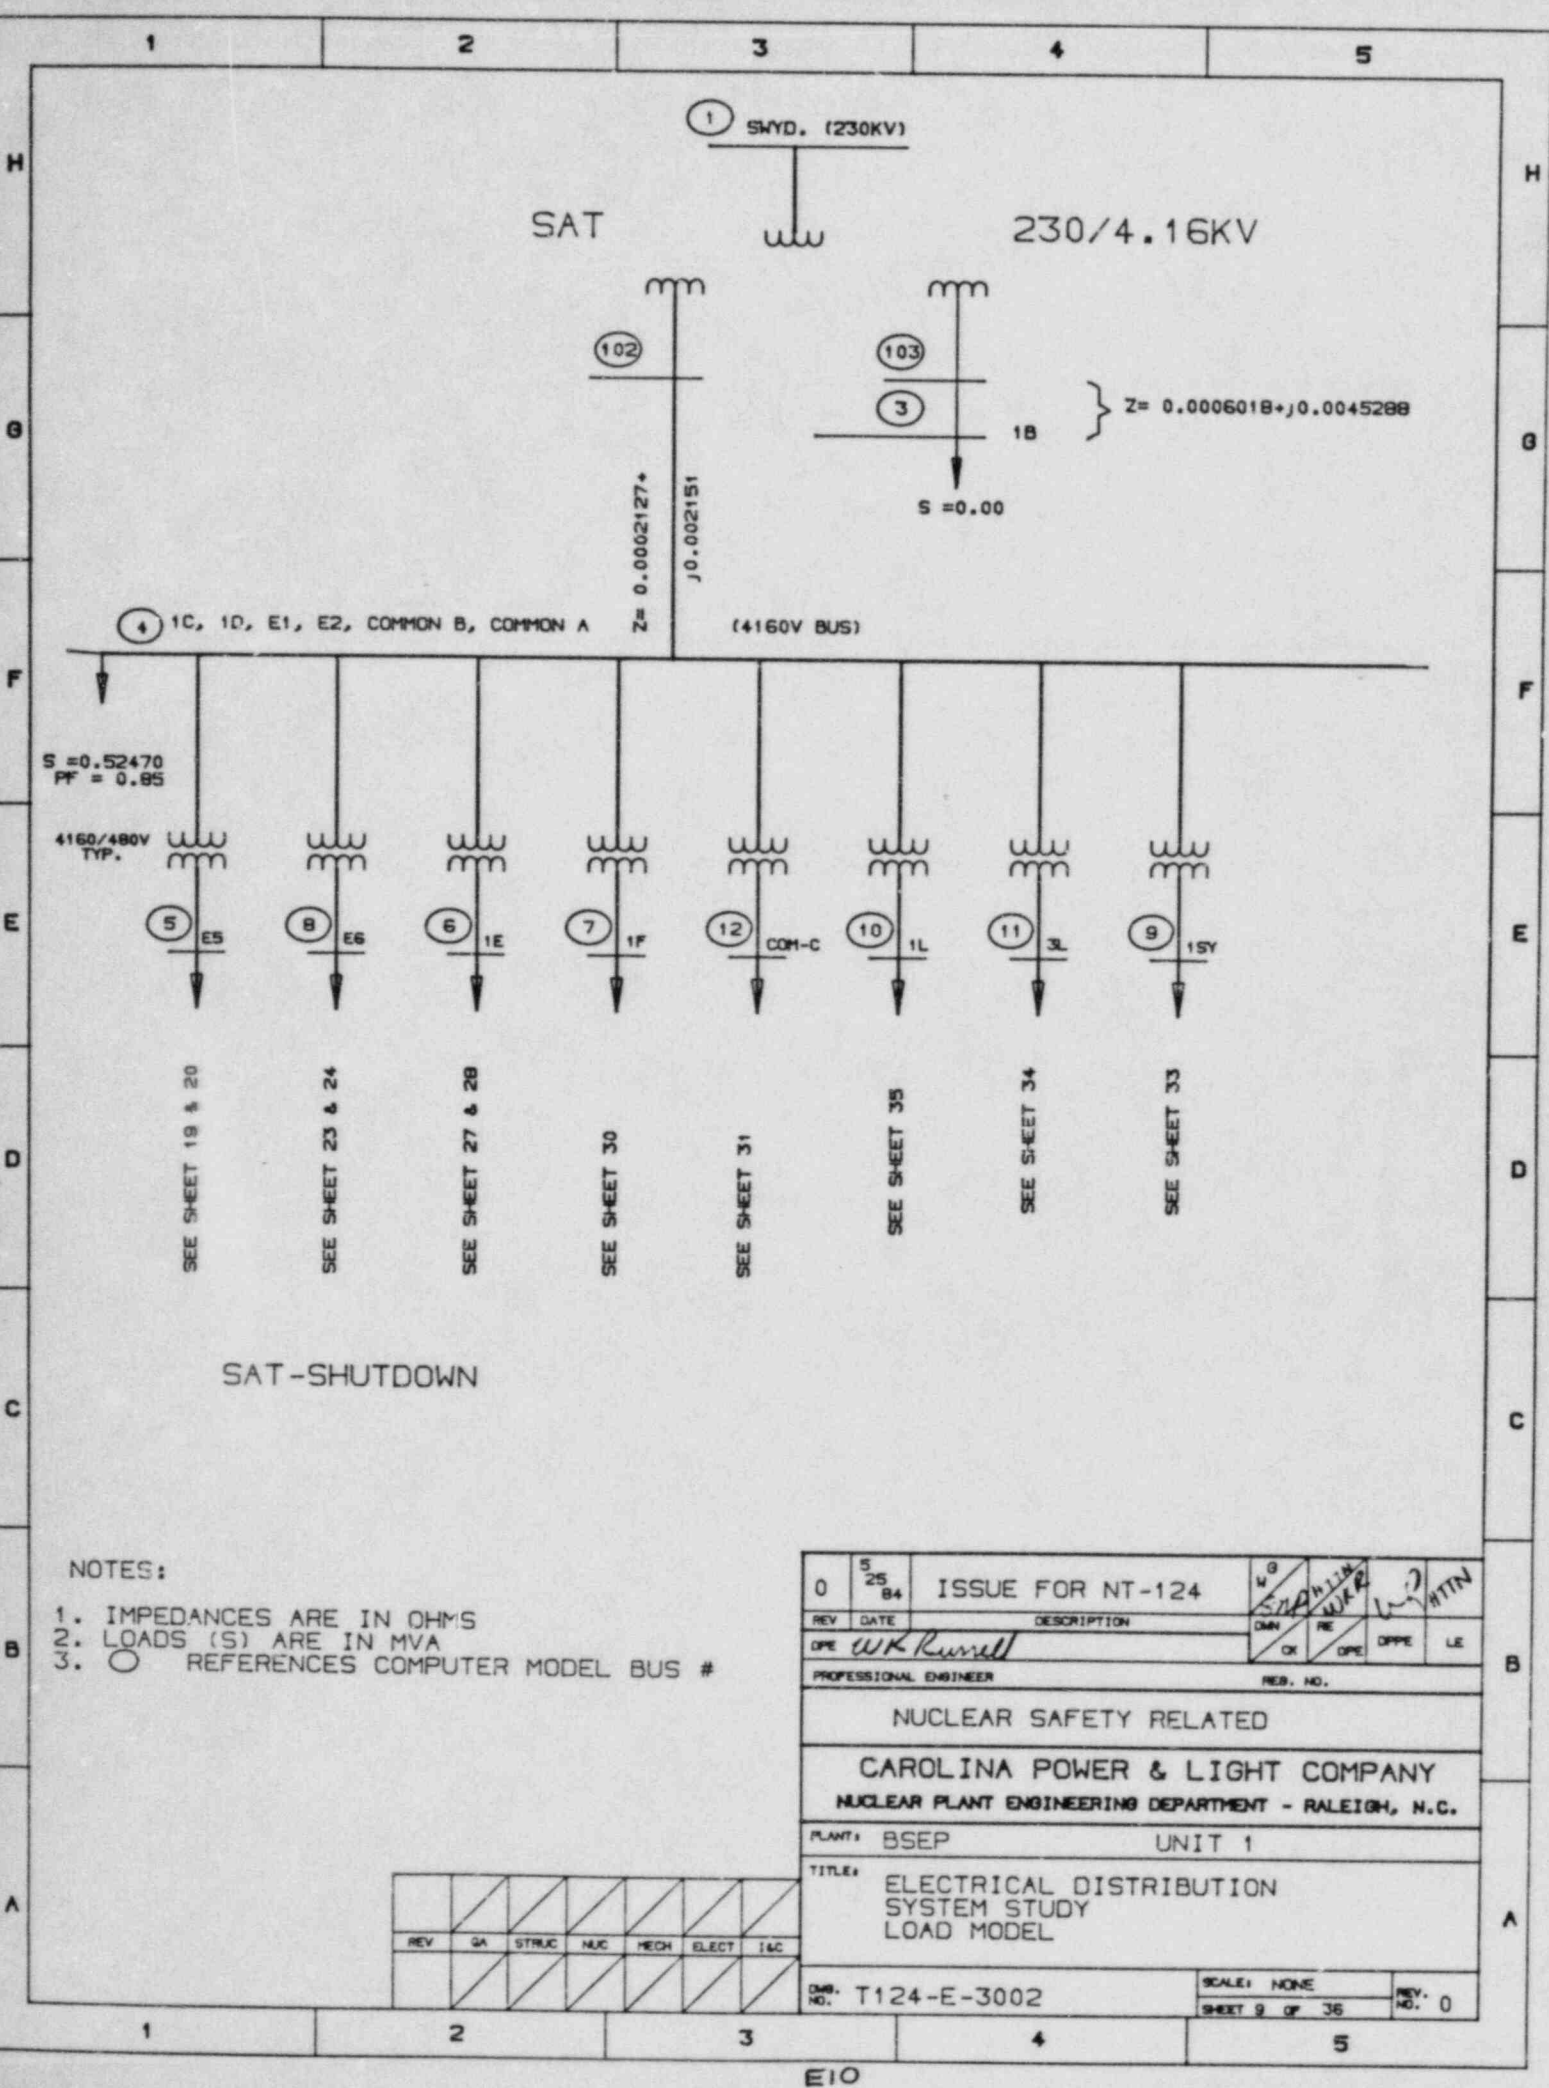 1 2 3 4 5
H H
1 SWYD. (230KV)
SAT
230/4.16KV
102
103
3
1B
Z= 0.0006018+j0.0045288
G G
S =0.00
Z= 0.0002127+
j0.002151
4 1C, 1D, E1, E2, COMMON B, COMMON A
(4160V BUS)
F F
S =0.52470
PF = 0.85
4160/480V
TYP.
E E
5 E5
8 E6
6 1E
7 1F
12 COM-C
10 1L
11 3L
9 1SY
D D
SEE SHEET 19 & 20
SEE SHEET 23 & 24
SEE SHEET 27 & 28
SEE SHEET 30
SEE SHEET 31
SEE SHEET 35
SEE SHEET 34
SEE SHEET 33
SAT-SHUTDOWN
C C
NOTES:
1. IMPEDANCES ARE IN OHMS
2. LOADS (S) ARE IN MVA
3. REFERENCES COMPUTER MODEL BUS #
B B
0 5 25 84 ISSUE FOR NT-124 WRR HTTN
REV DATE DESCRIPTION DWN CK RE DPE DPPE LE
DPE WK Russell
PROFESSIONAL ENGINEER REG. NO.
NUCLEAR SAFETY RELATED
CAROLINA POWER & LIGHT COMPANY
NUCLEAR PLANT ENGINEERING DEPARTMENT - RALEIGH, N.C.
PLANT: BSEP UNIT 1
TITLE: ELECTRICAL DISTRIBUTION
SYSTEM STUDY
LOAD MODEL
A A
REV QA STRUC NUC MECH ELECT I&C
DWG. NO. T124-E-3002
SCALE: NONE
SHEET 9 OF 36
REV. NO. 0
1 2 3 4 5
E10